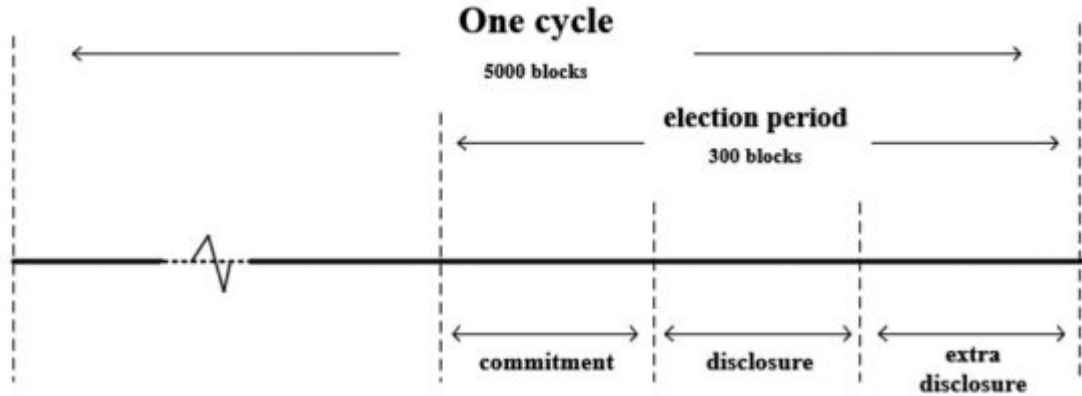 One cycle
5000 blocks
election period
300 blocks
commitment
disclosure
extra
disclosure